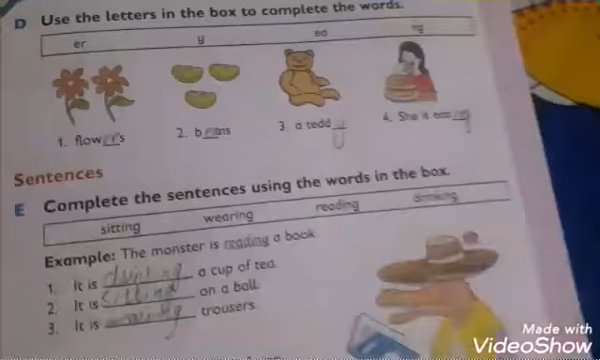 D Use the letters in the box to complete the words.
er y ea ng
1. flowers 2. beans 3 a teddy 4. She is eating
Sentences
E Complete the sentences using the words in the box.
sitting wearing reading drinking
Example: The monster is reading a book.
1. It is drinking a cup of tea.
2. It is sitting on a ball.
3. It is wearing trousers.
Made with
VideoShow